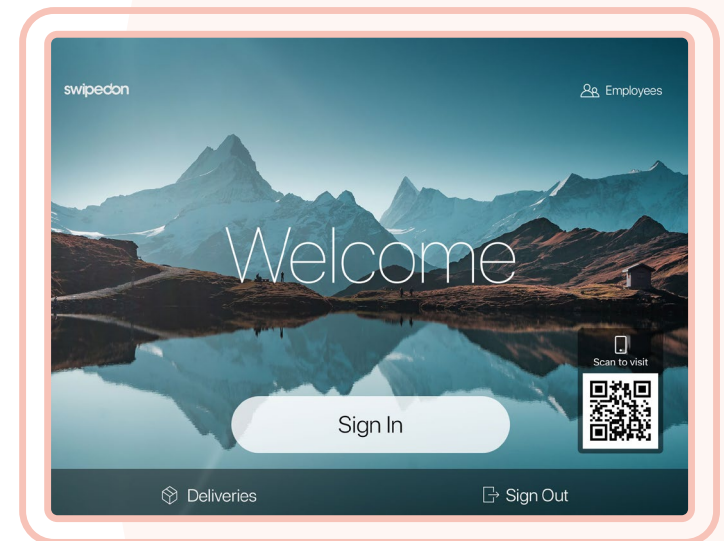 swipedon
Employees
Welcome
Scan to visit
Sign In
Deliveries
Sign Out